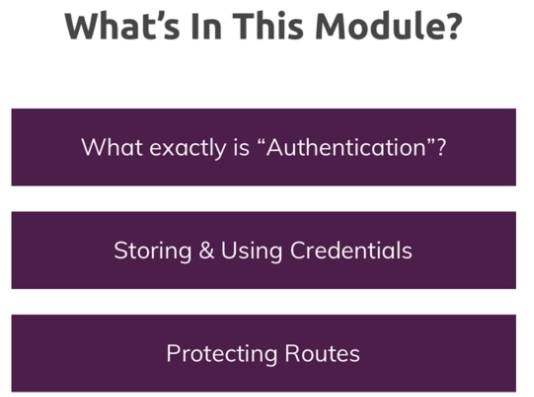 What’s In This Module?
What exactly is “Authentication”?
Storing & Using Credentials
Protecting Routes